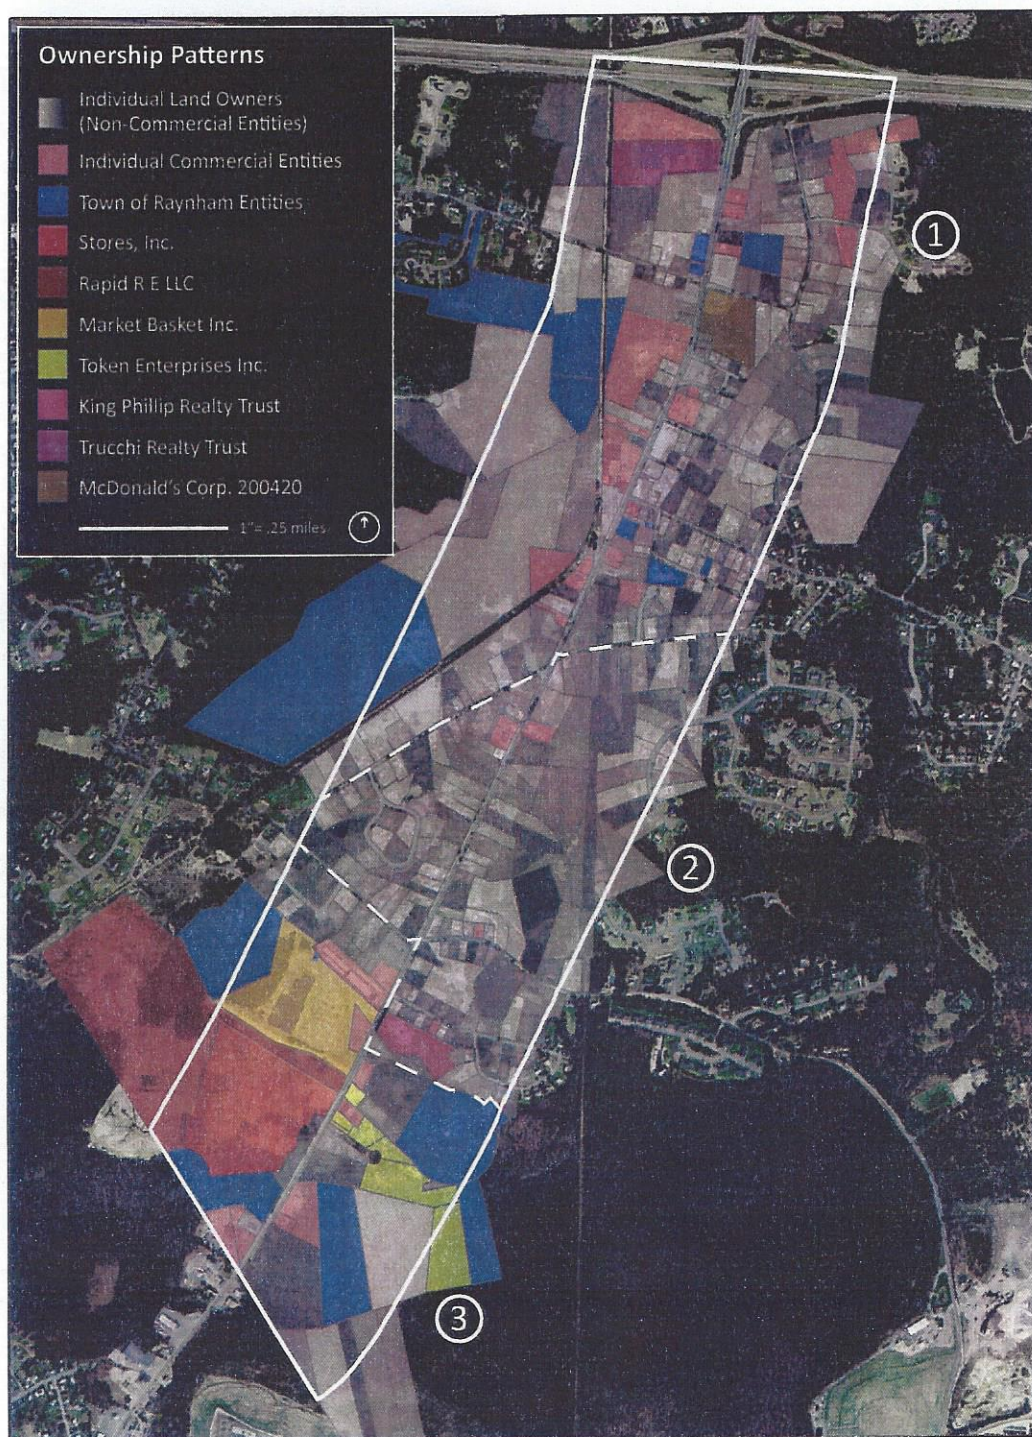 Ownership Patterns
Individual Land Owners
(Non-Commercial Entities)
Individual Commercial Entities
Town of Raynham Entities
Stores, Inc.
Rapid R E LLC
Market Basket Inc.
Token Enterprises Inc.
King Phillip Realty Trust
Trucchi Realty Trust
McDonald's Corp. 200420
1"= .25 miles
1
2
3